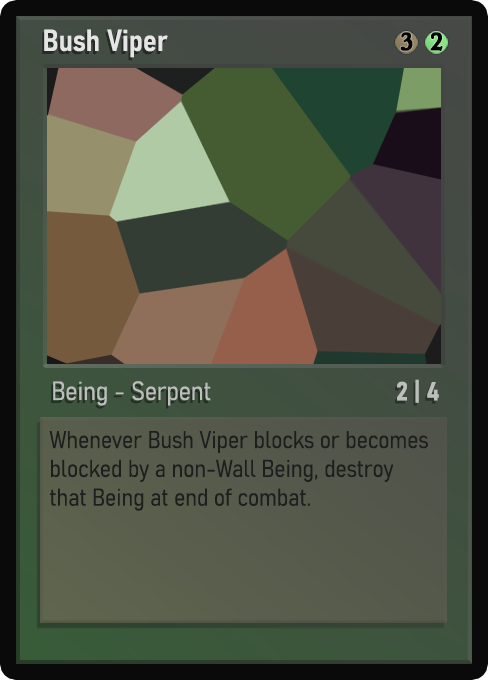 Bush Viper 3 2
Being - Serpent 2 | 4
Whenever Bush Viper blocks or becomes
blocked by a non-Wall Being, destroy
that Being at end of combat.